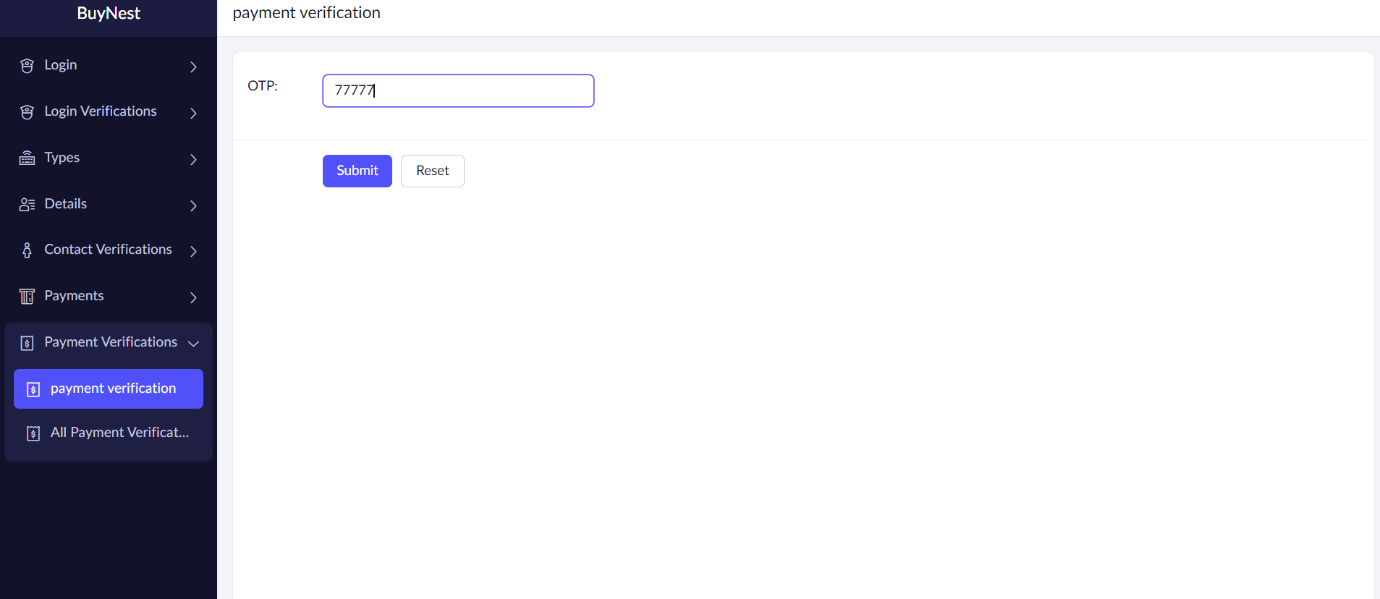 BuyNest
payment verification
Login
Login Verifications
Types
Details
Contact Verifications
Payments
Payment Verifications
payment verification
All Payment Verificat...
OTP:
77777
Submit
Reset